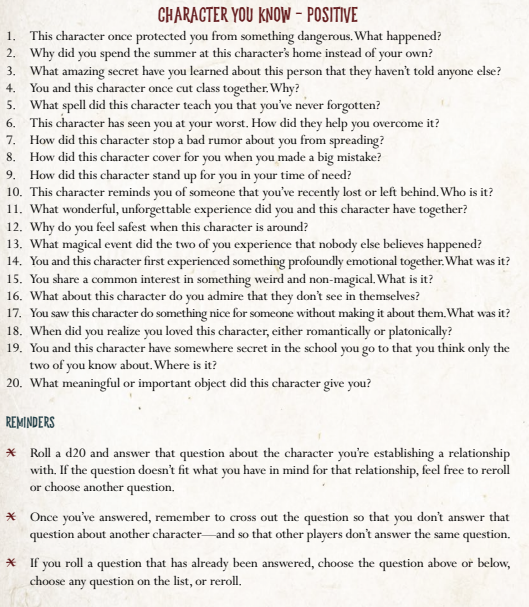 CHARACTER YOU KNOW - POSITIVE
1. This character once protected you from something dangerous. What happened?
2. Why did you spend the summer at this character's home instead of your own?
3. What amazing secret have you learned about this person that they haven't told anyone else?
4. You and this character once cut class together. Why?
5. What spell did this character teach you that you've never forgotten?
6. This character has seen you at your worst. How did they help you overcome it?
7. How did this character stop a bad rumor about you from spreading?
8. How did this character cover for you when you made a big mistake?
9. How did this character stand up for you in your time of need?
10. This character reminds you of someone that you've recently lost or left behind. Who is it?
11. What wonderful, unforgettable experience did you and this character have together?
12. Why do you feel safest when this character is around?
13. What magical event did the two of you experience that nobody else believes happened?
14. You and this character first experienced something profoundly emotional together. What was it?
15. You share a common interest in something weird and non-magical. What is it?
16. What about this character do you admire that they don't see in themselves?
17. You saw this character do something nice for someone without making it about them. What was it?
18. When did you realize you loved this character, either romantically or platonically?
19. You and this character have somewhere secret in the school you go to that you think only the
two of you know about. Where is it?
20. What meaningful or important object did this character give you?
REMINDERS
Roll a d20 and answer that question about the character you're establishing a relationship
with. If the question doesn't fit what you have in mind for that relationship, feel free to reroll
or choose another question.
Once you've answered, remember to cross out the question so that you don't answer that
question about another character—and so that other players don't answer the same question.
If you roll a question that has already been answered, choose the question above or below,
choose any question on the list, or reroll.